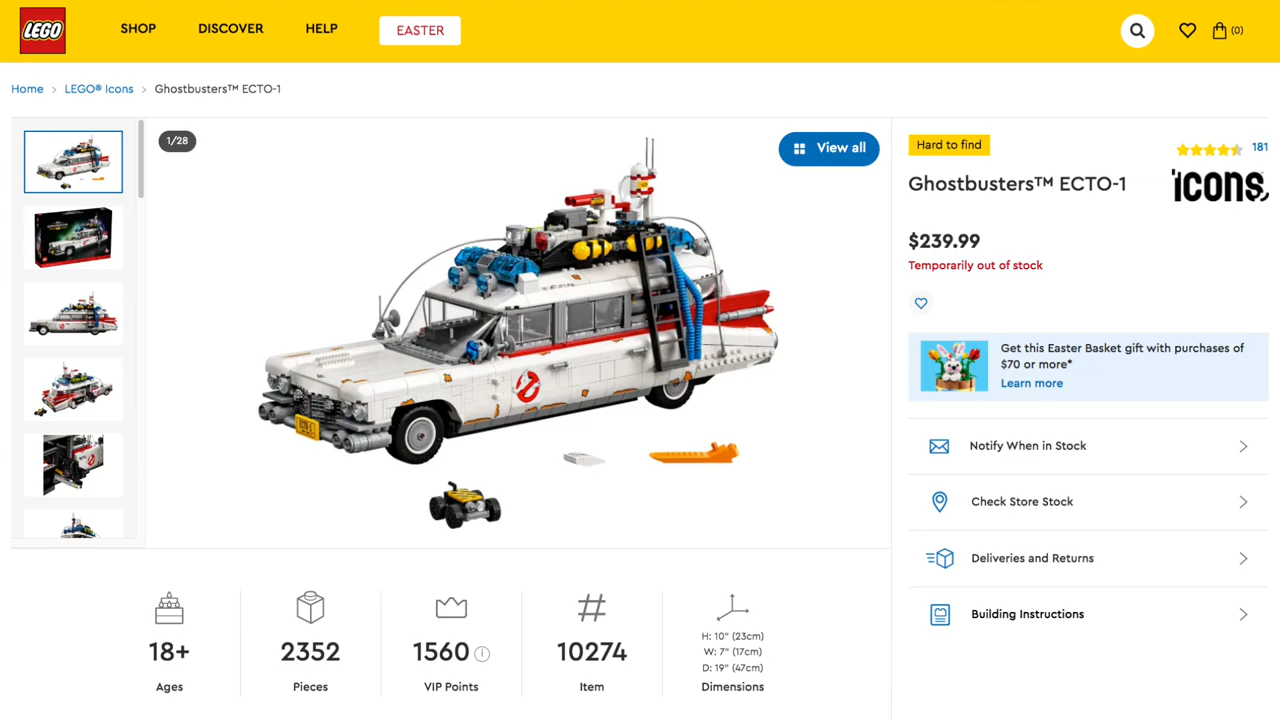 LEGO
SHOP
DISCOVER
HELP
EASTER
(0)
Home > LEGO® Icons > Ghostbusters™ ECTO-1
1/28
View all
Hard to find
181
Ghostbusters™ ECTO-1
icons
$239.99
Temporarily out of stock
Get this Easter Basket gift with purchases of
$70 or more*
Learn more
Notify When in Stock
Check Store Stock
Deliveries and Returns
Building Instructions
18+
Ages
2352
Pieces
1560
VIP Points
#
10274
Item
H: 10" (23cm)
W: 7" (17cm)
D: 19" (47cm)
Dimensions